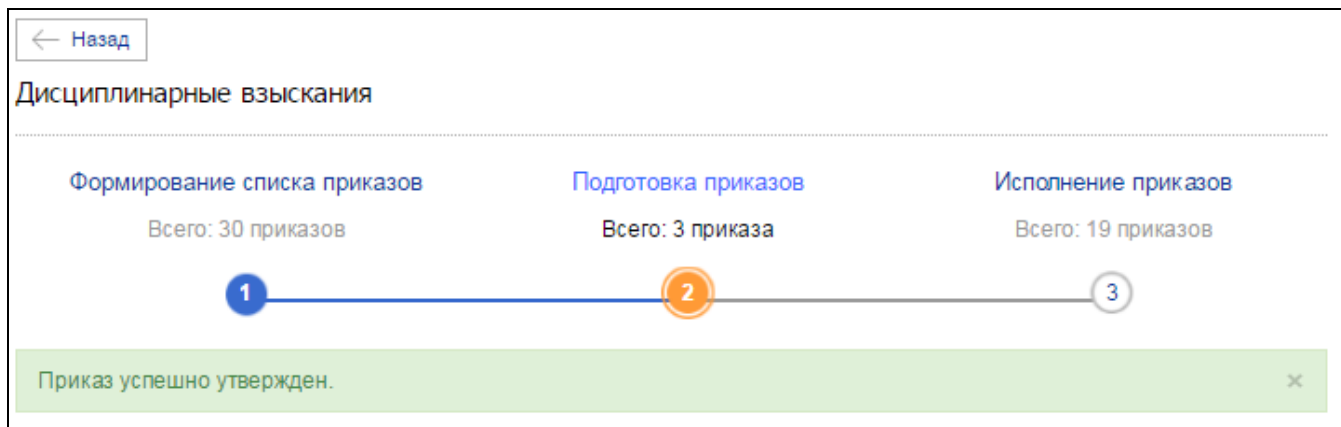 ← Назад
Дисциплинарные взыскания
Формирование списка приказов
Подготовка приказов
Исполнение приказов
Всего: 30 приказов
Всего: 3 приказа
Всего: 19 приказов
1
2
3
Приказ успешно утвержден.
×